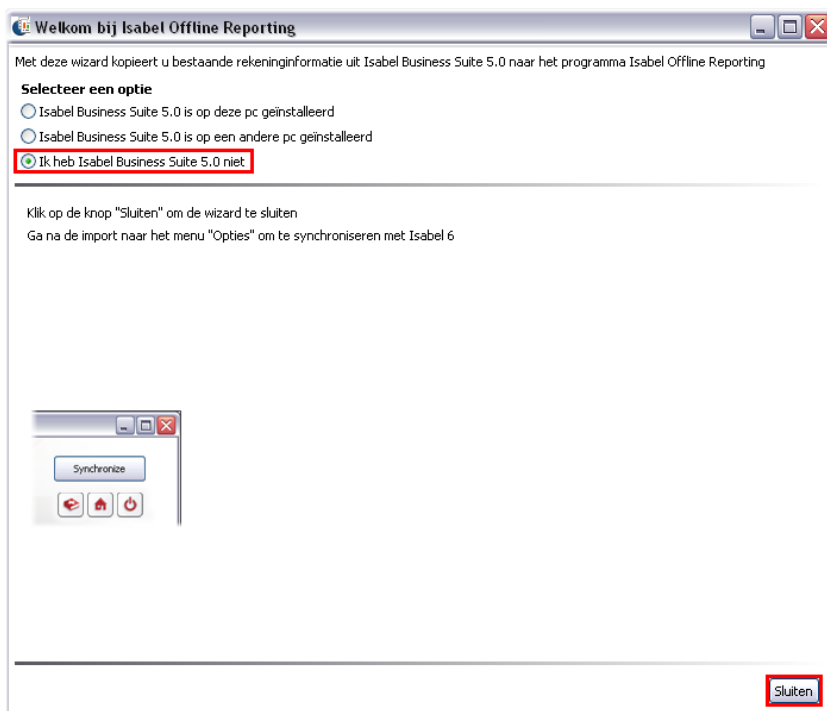 Welkom bij Isabel Offline Reporting
Met deze wizard kopieert u bestaande rekeninginformatie uit Isabel Business Suite 5.0 naar het programma Isabel Offline Reporting
Selecteer een optie
Isabel Business Suite 5.0 is op deze pc geïnstalleerd
Isabel Business Suite 5.0 is op een andere pc geïnstalleerd
Ik heb Isabel Business Suite 5.0 niet
Klik op de knop "Sluiten" om de wizard te sluiten
Ga na de import naar het menu "Opties" om te synchroniseren met Isabel 6
Synchronize
Sluiten